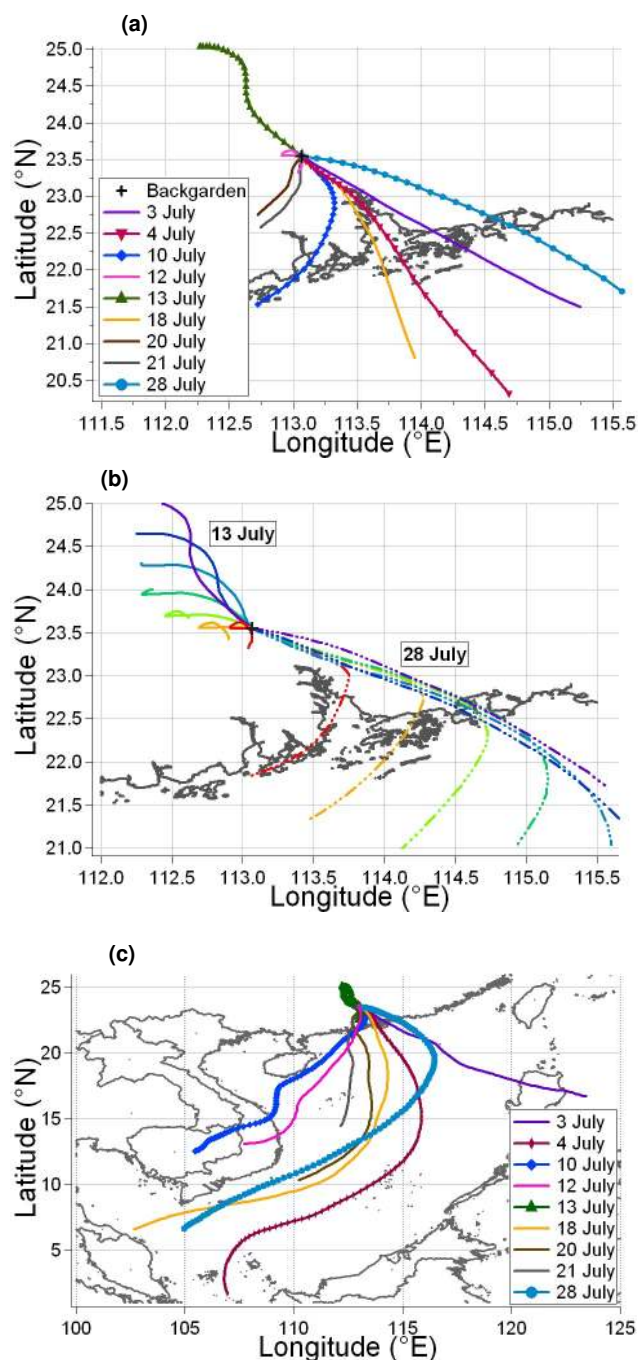 (a)
25.0
24.5
24.0
23.5
23.0
22.5
22.0
21.5
21.0
20.5
Latitude (°N)
+ Backgarden
3 July
4 July
10 July
12 July
13 July
18 July
20 July
21 July
28 July
111.5 112.0 112.5 113.0 113.5 114.0 114.5 115.0 115.5
Longitude (°E)
(b)
25.0
24.5
24.0
23.5
23.0
22.5
22.0
21.5
21.0
Latitude (°N)
13 July
28 July
112.0 112.5 113.0 113.5 114.0 114.5 115.0 115.5
Longitude (°E)
(c)
25
20
15
10
5
Latitude (°N)
3 July
4 July
10 July
12 July
13 July
18 July
20 July
21 July
28 July
100 105 110 115 120 125
Longitude (°E)